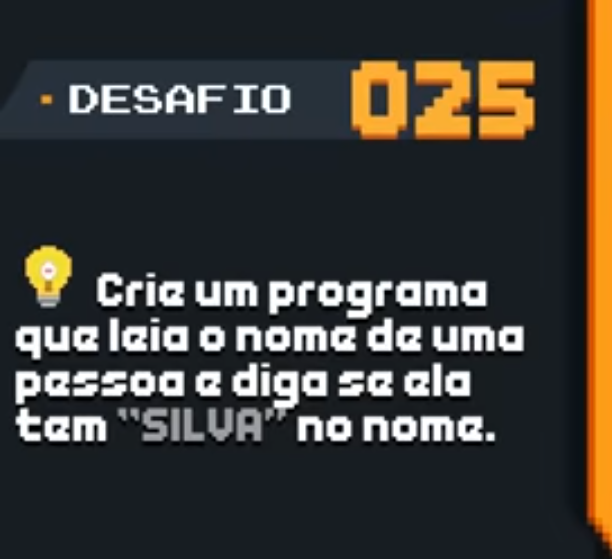 DESAFIO 025
Crie um programa
que leia o nome de uma
pessoa e diga se ela
tem "SILVA" no nome.